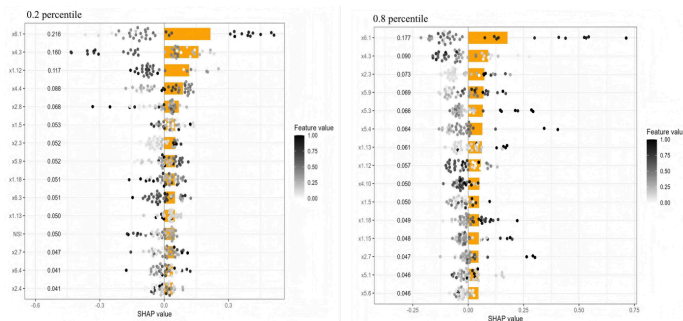 0.2 percentile
x6.1 0.216
x4.3 0.160
x1.12 0.117
x4.4 0.088
x2.8 0.068
x1.5 0.053
x2.3 0.052
x5.9 0.052
x1.16 0.051
x6.3 0.051
x1.13 0.050
0.050
x2.7 0.047
x6.4 0.041
x2.4 0.041
-0.6 -0.3 0.0 0.3
SHAP value
Feature value
1.00
0.75
0.50
0.25
0.00
0.8 percentile
x6.1 0.177
x4.3 0.090
x2.3 0.073
x5.9 0.069
x5.3 0.066
x5.4 0.064
x1.13 0.061
x1.12 0.057
x4.10 0.050
x1.5 0.050
x1.18 0.049
x1.15 0.048
x2.7 0.047
x5.1 0.046
x5.6 0.046
-0.25 0.00 0.25 0.50 0.75
SHAP value
Feature value
1.00
0.75
0.50
0.25
0.00